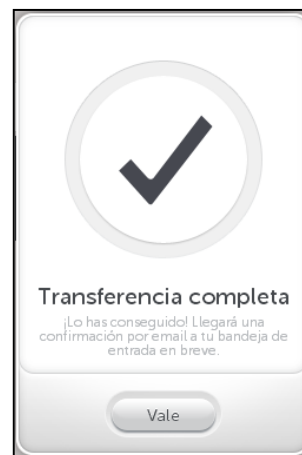 Transferencia completa
¡Lo has conseguido! Llegará una
confirmación por email a tu bandeja de
entrada en breve.
Vale